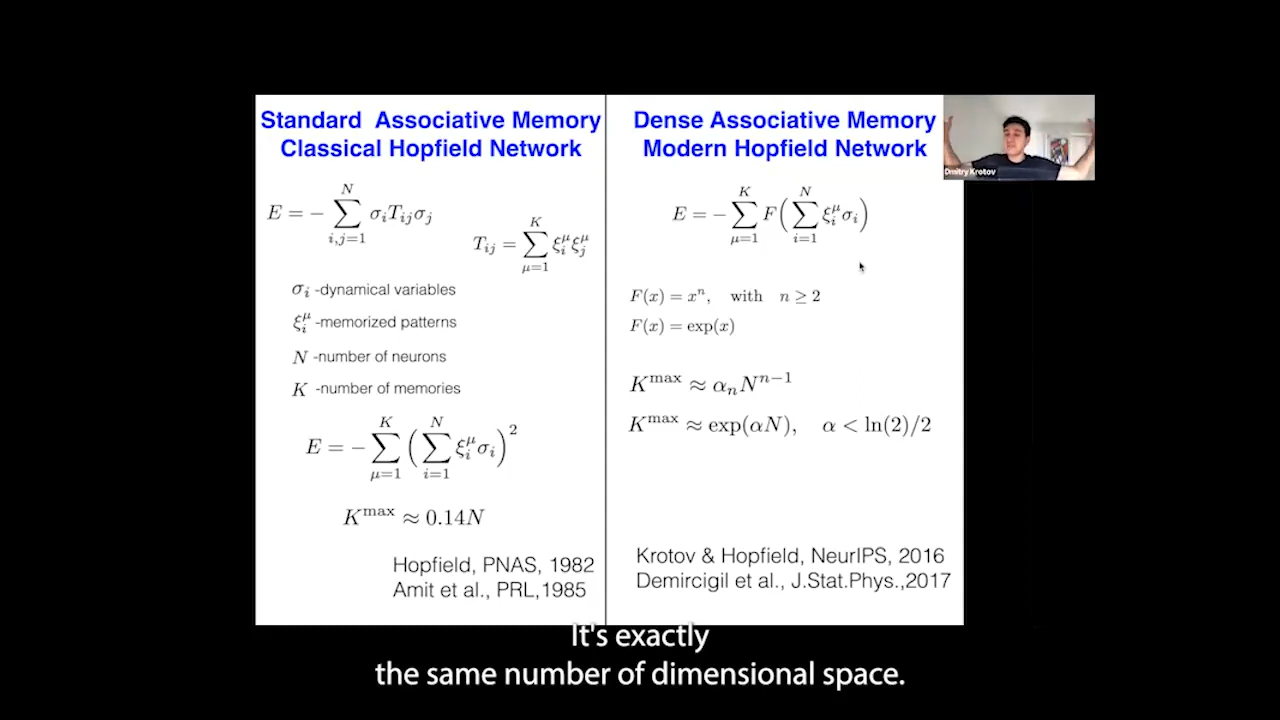 Standard Associative Memory
Classical Hopfield Network
E = − ∑_{i,j=1}^{N} σ_i T_{ij} σ_j
T_{ij} = ∑_{μ=1}^{K} ξ_i^μ ξ_j^μ
σ_i -dynamical variables
ξ_i^μ -memorized patterns
N -number of neurons
K -number of memories
E = − ∑_{μ=1}^{K} ( ∑_{i=1}^{N} ξ_i^μ σ_i )^2
K^max ≈ 0.14N
Hopfield, PNAS, 1982
Amit et al., PRL,1985
Dense Associative Memory
Modern Hopfield Network
E = − ∑_{μ=1}^{K} F( ∑_{i=1}^{N} ξ_i^μ σ_i )
F(x) = x^n, with n ≥ 2
F(x) = exp(x)
K^max ≈ α_n N^{n−1}
K^max ≈ exp(αN), α < ln(2)/2
Krotov & Hopfield, NeurIPS, 2016
Demircigil et al., J.Stat.Phys.,2017
Dmitry Krotov
It's exactly
the same number of dimensional space.